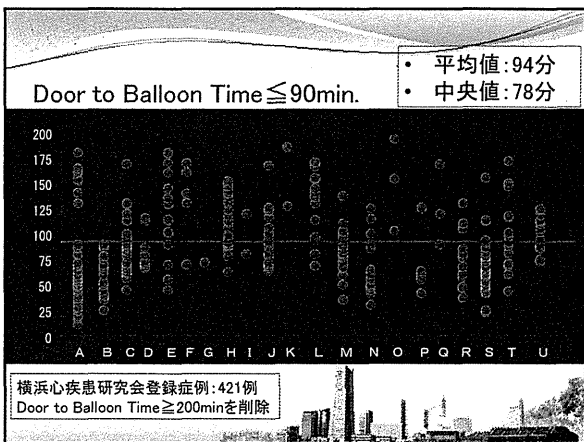 ・ 平均値:94分
・ 中央値:78分
Door to Balloon Time≦90min.
200
175
150
125
100
75
50
25
0
A B C D E F G H I J K L M N O P Q R S T U
横浜心疾患研究会登録症例:421例
Door to Balloon Time≧200minを削除